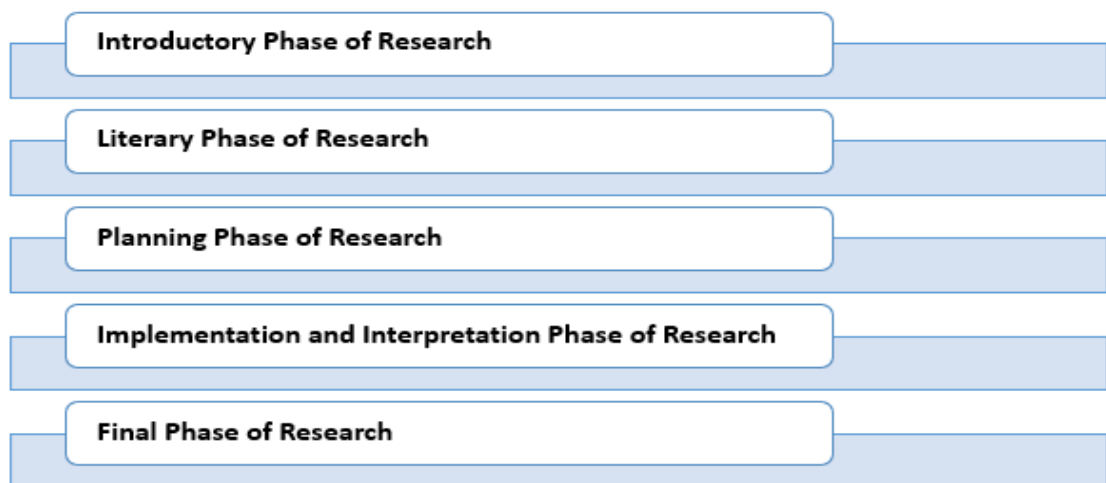 Introductory Phase of Research
Literary Phase of Research
Planning Phase of Research
Implementation and Interpretation Phase of Research
Final Phase of Research